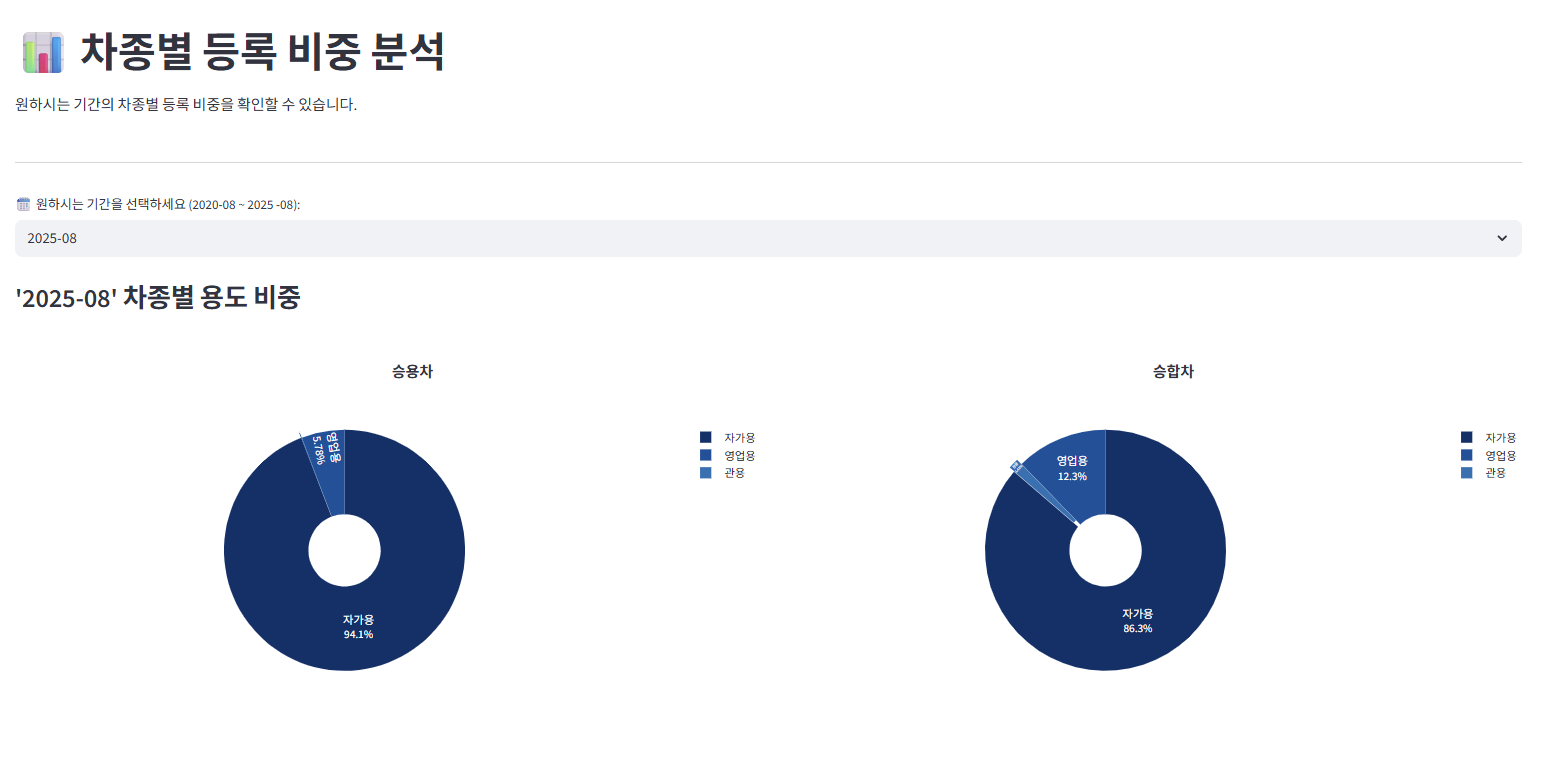 차종별 등록 비중 분석
원하시는 기간의 차종별 등록 비중을 확인할 수 있습니다.
원하시는 기간을 선택하세요 (2020-08 ~ 2025 -08):
2025-08
'2025-08' 차종별 용도 비중
승용차
영업용
5.78%
자가용
94.1%
자가용
영업용
관용
승합차
영업용
12.3%
자가용
86.3%
자가용
영업용
관용